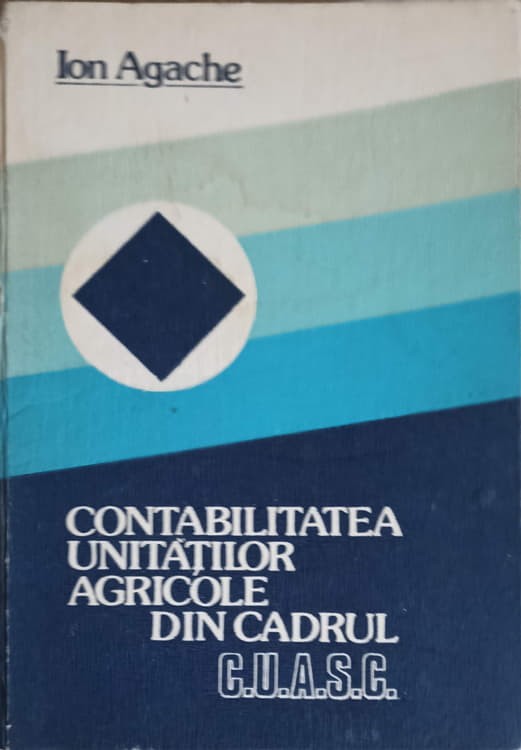 Ion Agache
CONTABILITATEA
UNITĂȚILOR
AGRICOLE
DIN CADRUL
C.U.A.S.C.